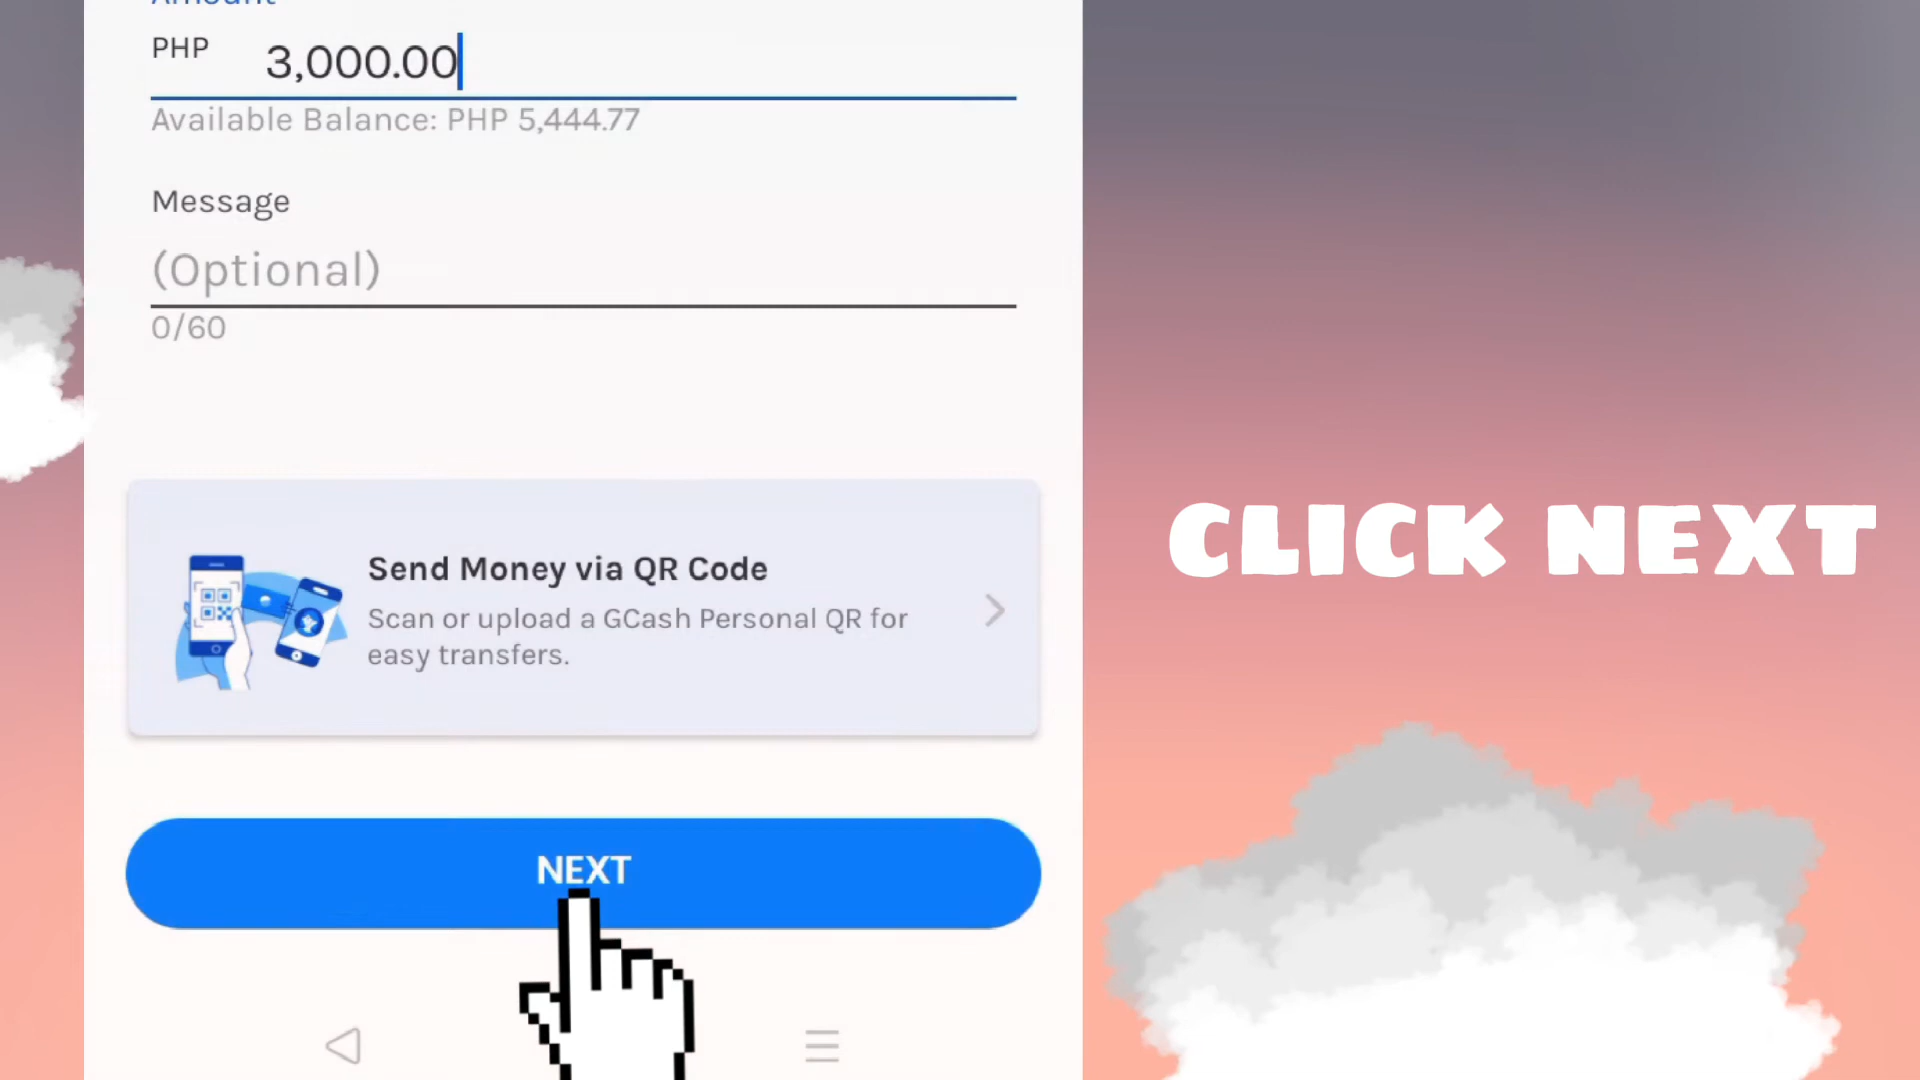 Amount
PHP 3,000.00
Available Balance: PHP 5,444.77
Message
(Optional)
0/60
Send Money via QR Code
Scan or upload a GCash Personal QR for
easy transfers.
NEXT
CLICK NEXT